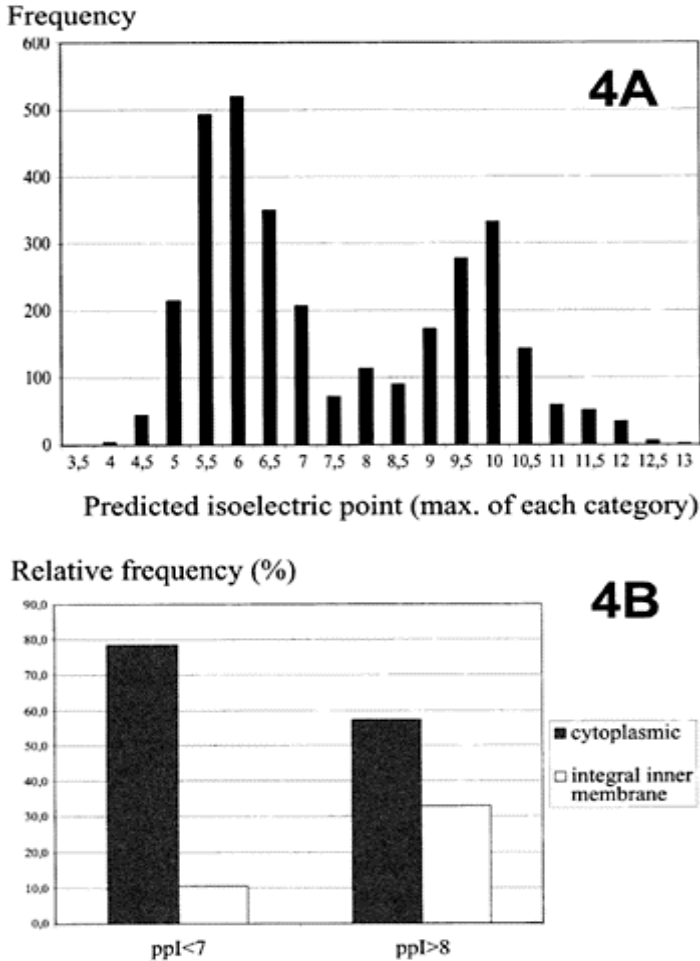 Frequency
4A
600
500
400
300
200
100
0
3,5 4 4,5 5 5,5 6 6,5 7 7,5 8 8,5 9 9,5 10 10,5 11 11,5 12 12,5 13
Predicted isoelectric point (max. of each category)
Relative frequency (%)
4B
90,0
80,0
70,0
60,0
50,0
40,0
30,0
20,0
10,0
0,0
cytoplasmic
integral inner
membrane
ppI<7 ppI>8